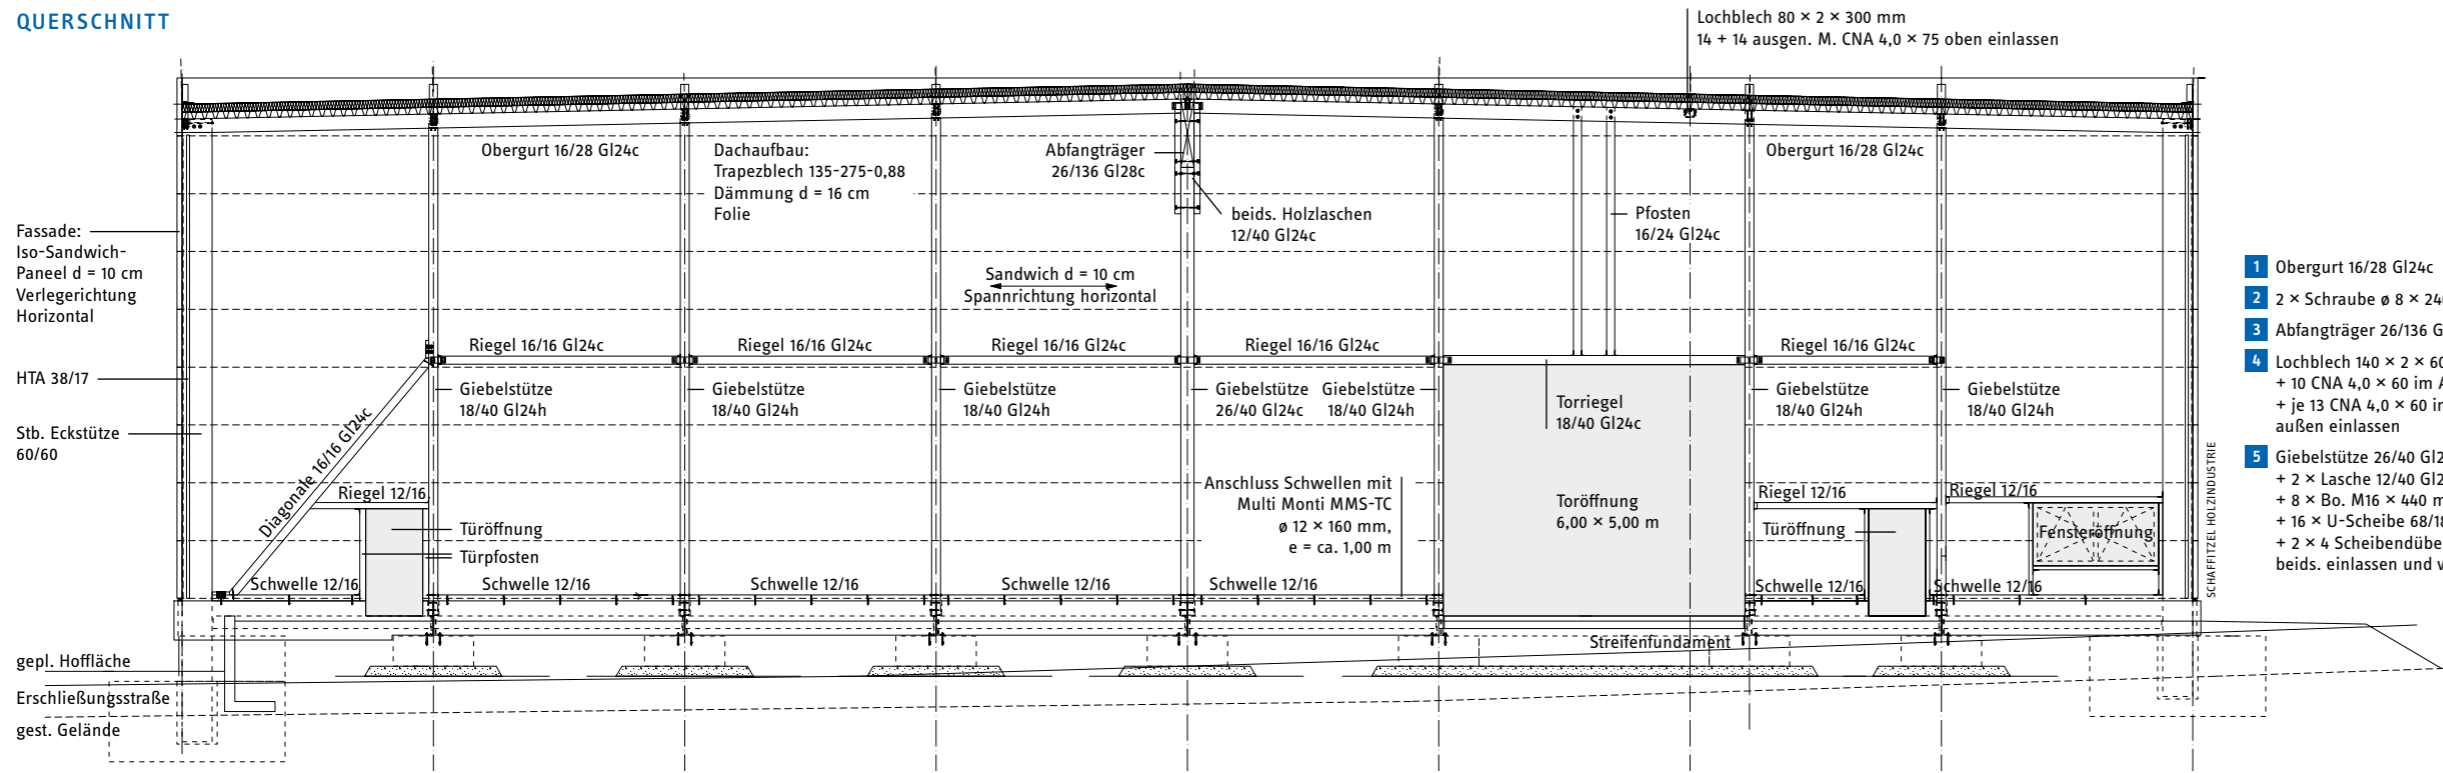 QUERSCHNITT
Lochblech 80 × 2 × 300 mm
14 + 14 ausgen. M. CNA 4,0 × 75 oben einlassen
Obergurt 16/28 Gl24c
Dachaufbau:
Trapezblech 135-275-0,88
Dämmung d = 16 cm
Folie
Abfangträger
26/136 Gl28c
Obergurt 16/28 Gl24c
beids. Holzlaschen
12/40 Gl24c
Pfosten
16/24 Gl24c
Fassade:
Iso-Sandwich-
Paneel d = 10 cm
Verlegerichtung
Horizontal
Sandwich d = 10 cm
Spannrichtung horizontal
Riegel 16/16 Gl24c
Riegel 16/16 Gl24c
Riegel 16/16 Gl24c
Riegel 16/16 Gl24c
Riegel 16/16 Gl24c
HTA 38/17
Giebelstütze
18/40 Gl24h
Giebelstütze
18/40 Gl24h
Giebelstütze
18/40 Gl24h
Giebelstütze
26/40 Gl24c
Giebelstütze
18/40 Gl24h
Torriegel
18/40 Gl24c
Giebelstütze
18/40 Gl24h
Giebelstütze
18/40 Gl24h
Stb. Eckstütze
60/60
Diagonale 16/16 Gl24c
Riegel 12/16
Türöffnung
Türpfosten
Anschluss Schwellen mit
Multi Monti MMS-TC
ø 12 × 160 mm,
e = ca. 1,00 m
Toröffnung
6,00 × 5,00 m
Riegel 12/16
Türöffnung
Riegel 12/16
Fensteröffnung
Schwelle 12/16
Schwelle 12/16
Schwelle 12/16
Schwelle 12/16
Schwelle 12/16
Schwelle 12/16
Schwelle 12/16
Streifenfundament
gepl. Hoffläche
Erschließungsstraße
gest. Gelände
SCHAFFITZEL HOLZINDUSTRIE
1 Obergurt 16/28 Gl24c
2 2 × Schraube ø 8 × 24
3 Abfangträger 26/136 G
4 Lochblech 140 × 2 × 60
+ 10 CNA 4,0 × 60 im A
+ je 13 CNA 4,0 × 60 in
außen einlassen
5 Giebelstütze 26/40 Gl2
+ 2 × Lasche 12/40 Gl2
+ 8 × Bo. M16 × 440 m
+ 16 × U-Scheibe 68/18
+ 2 × 4 Scheibendübe
beids. einlassen und v